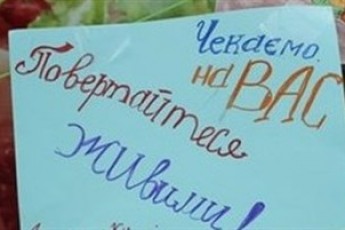 Чекаємо
на ВАС
Повертайтеся
живими!